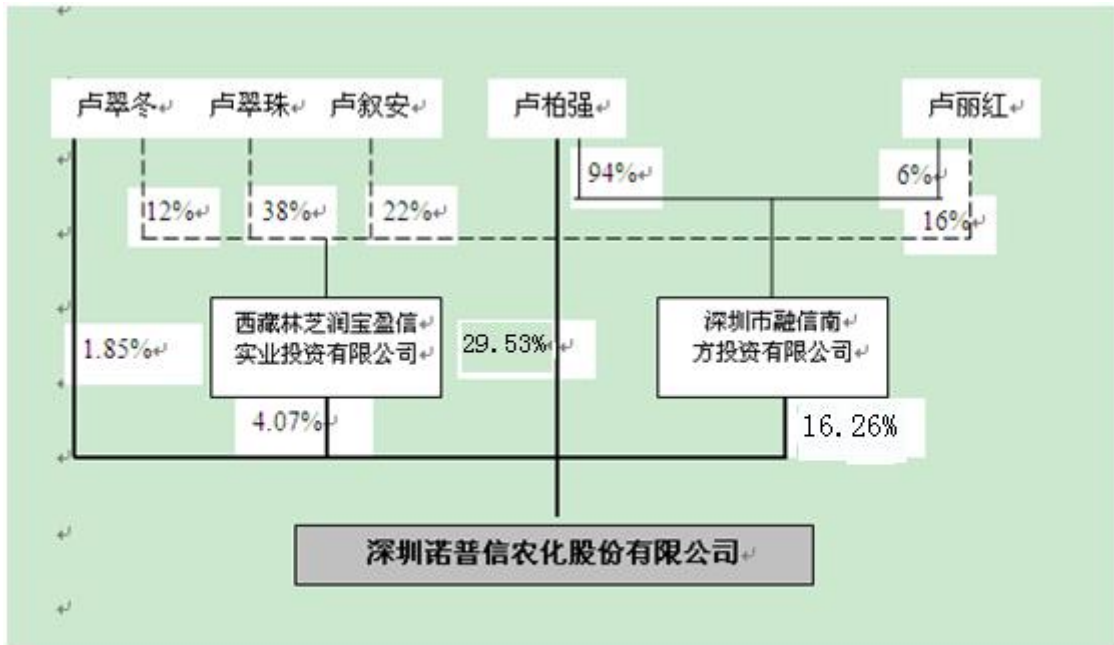 卢翠冬
卢翠珠
卢叙安
卢柏强
卢丽红
94%
6%
12%
38%
22%
16%
西藏林芝润宝盈信
实业投资有限公司
深圳市融信南
方投资有限公司
1.85%
29.53%
4.07%
16.26%
深圳诺普信农化股份有限公司